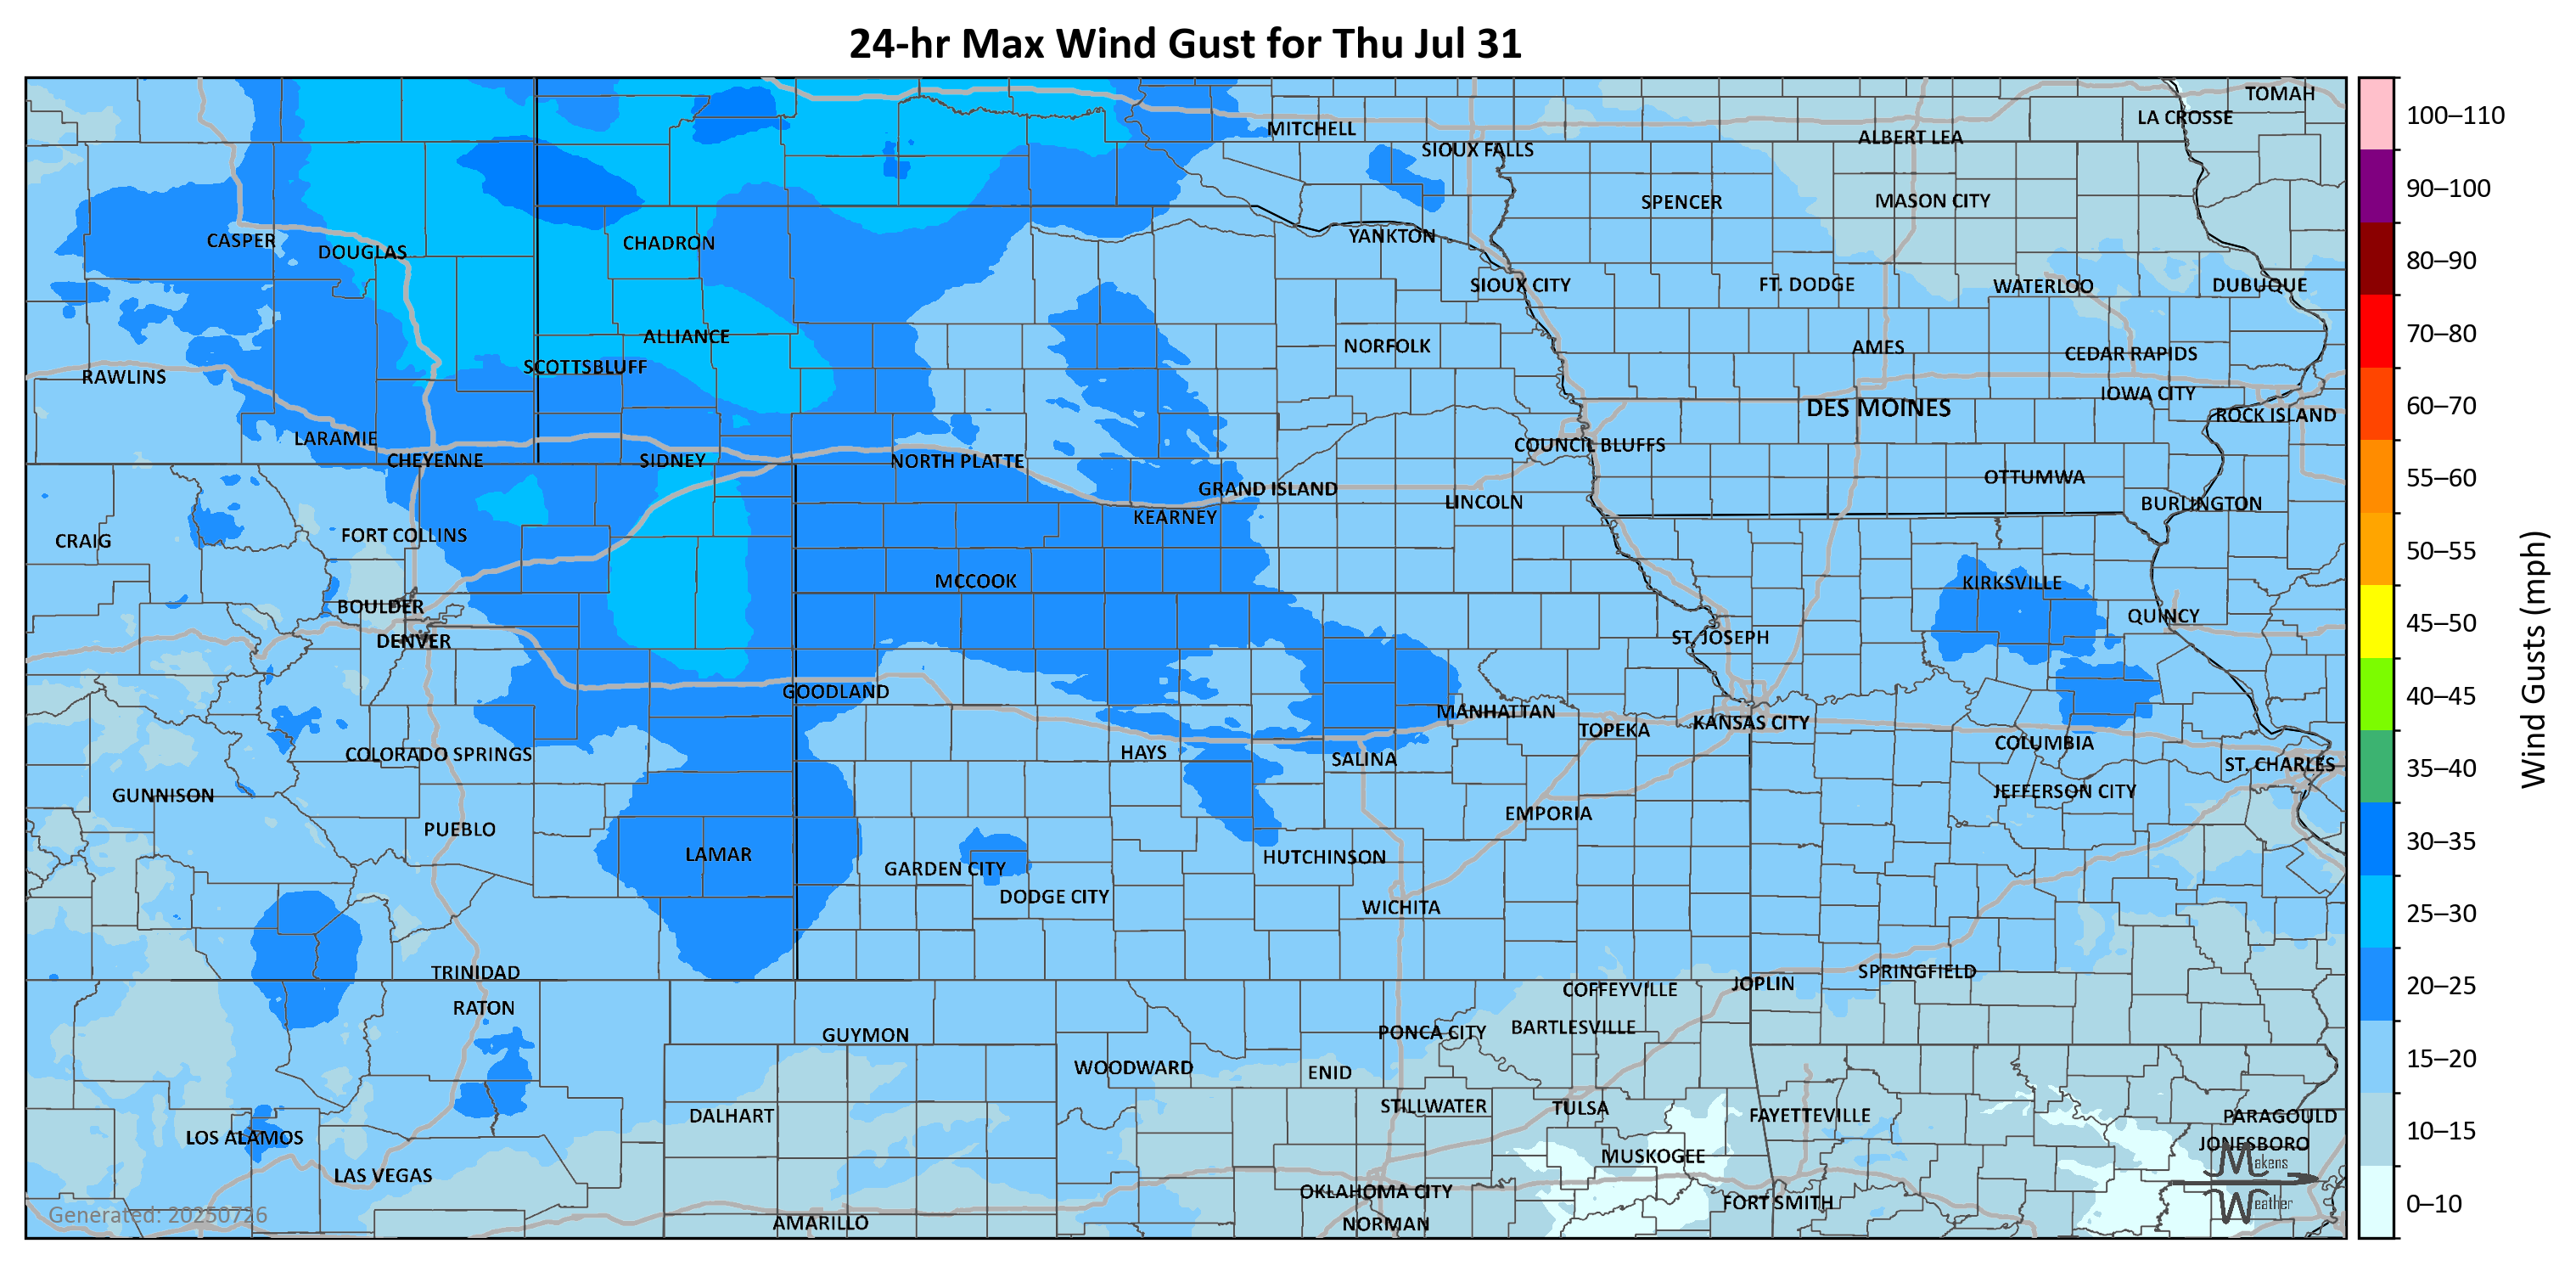 24-hr Max Wind Gust for Thu Jul 31
TOMAH
LA CROSSE
MITCHELL
ALBERT LEA
SIOUX FALLS
SPENCER
MASON CITY
CASPER
DOUGLAS
CHADRON
YANKTON
SIOUX CITY
FT. DODGE
WATERLOO
DUBUQUE
ALLIANCE
NORFOLK
AMES
CEDAR RAPIDS
SCOTTSBLUFF
RAWLINS
IOWA CITY
DES MOINES
ROCK ISLAND
LARAMIE
COUNCIL BLUFFS
CHEYENNE
SIDNEY
NORTH PLATTE
OTTUMWA
GRAND ISLAND
LINCOLN
BURLINGTON
KEARNEY
FORT COLLINS
CRAIG
MCCOOK
KIRKSVILLE
BOULDER
QUINCY
DENVER
ST. JOSEPH
GOODLAND
MANHATTAN
KANSAS CITY
TOPEKA
COLUMBIA
COLORADO SPRINGS
HAYS
SALINA
ST. CHARLES
GUNNISON
JEFFERSON CITY
EMPORIA
PUEBLO
LAMAR
HUTCHINSON
GARDEN CITY
DODGE CITY
WICHITA
TRINIDAD
SPRINGFIELD
JOPLIN
COFFEYVILLE
RATON
GUYMON
PONCA CITY
BARTLESVILLE
WOODWARD
ENID
STILLWATER
TULSA
DALHART
FAYETTEVILLE
PARAGOULD
LOS ALAMOS
JONESBORO
MUSKOGEE
LAS VEGAS
OKLAHOMA CITY
FORT SMITH
AMARILLO
NORMAN
Generated: 20250726
Makens
Weather
100–110
90–100
80–90
70–80
60–70
55–60
50–55
45–50
40–45
35–40
30–35
25–30
20–25
15–20
10–15
0–10
Wind Gusts (mph)